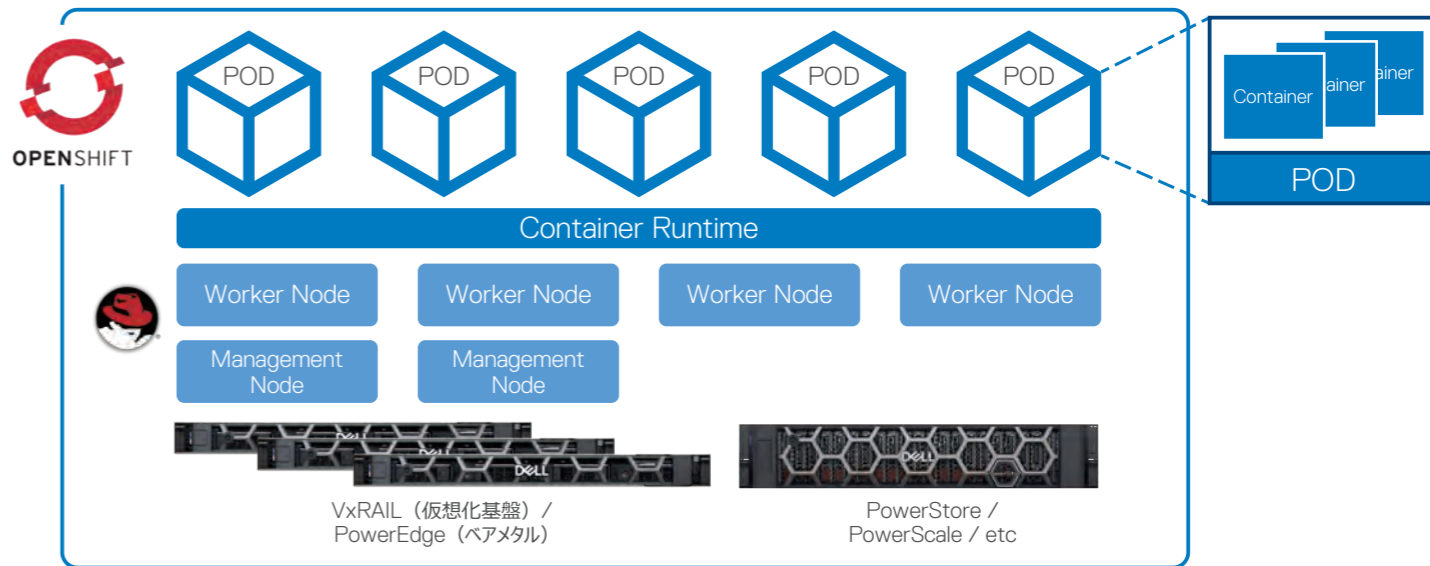 OPENSHIFT
POD
POD
POD
POD
POD
Container
ainer
ainer
POD
Container Runtime
Worker Node
Worker Node
Worker Node
Worker Node
Management
Node
Management
Node
DELL
DELL
DELL
DELL
VxRAIL（仮想化基盤）/
PowerEdge（ベアメタル）
PowerStore /
PowerScale / etc